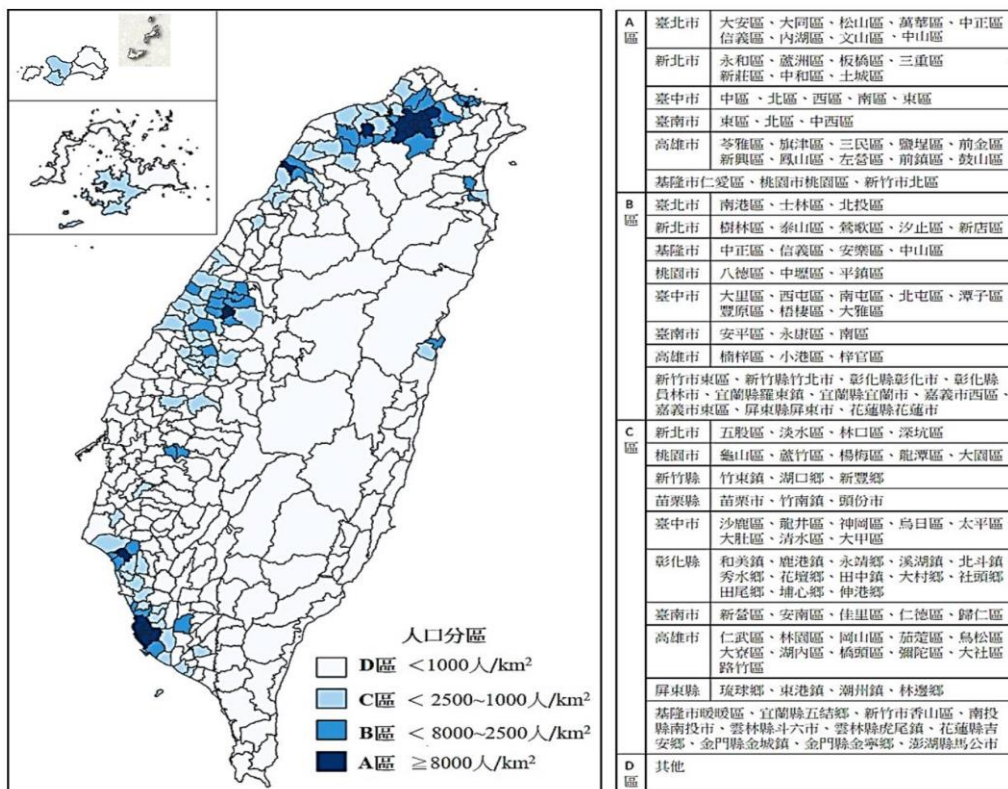 人口分區
D區 <1000人/km²
C區 < 2500~1000人/km²
B區 < 8000~2500人/km²
A區 ≧8000人/km²
A區
臺北市 大安區、大同區、松山區、萬華區、中正區
信義區、內湖區、文山區、中山區
新北市 永和區、蘆洲區、板橋區、三重區
新莊區、中和區、土城區
臺中市 中區、北區、西區、南區、東區
臺南市 東區、北區、中西區
高雄市 苓雅區、旗津區、三民區、鹽埕區、前金區
新興區、鳳山區、左營區、前鎮區、鼓山區
基隆市仁愛區、桃園市桃園區、新竹市北區
B區
臺北市 南港區、士林區、北投區
新北市 樹林區、泰山區、鶯歌區、汐止區、新店區
基隆市 中正區、信義區、安樂區、中山區
桃園市 八德區、中壢區、平鎮區
臺中市 大里區、西屯區、南屯區、北屯區、潭子區
豐原區、梧棲區、大雅區
臺南市 安平區、永康區、南區
高雄市 楠梓區、小港區、梓官區
新竹市東區、新竹縣竹北市、彰化縣彰化市、彰化縣
員林市、宜蘭縣羅東鎮、宜蘭縣宜蘭市、嘉義市西區、
嘉義市東區、屏東縣屏東市、花蓮縣花蓮市
C區
新北市 五股區、淡水區、林口區、深坑區
桃園市 龜山區、蘆竹區、楊梅區、龍潭區、大園區
新竹縣 竹東鎮、湖口鄉、新豐鄉
苗栗縣 苗栗市、竹南鎮、頭份市
臺中市 沙鹿區、龍井區、神岡區、烏日區、太平區
大肚區、清水區、大甲區
彰化縣 和美鎮、鹿港鎮、永靖鄉、溪湖鎮、北斗鎮
秀水鄉、花壇鄉、田中鎮、大村鄉、社頭鄉
田尾鄉、埔心鄉、伸港鄉
臺南市 新營區、安南區、佳里區、仁德區、歸仁區
高雄市 仁武區、林園區、岡山區、茄萣區、鳥松區
大寮區、湖內區、橋頭區、彌陀區、大社區
路竹區
屏東縣 琉球鄉、東港鎮、潮州鎮、林邊鄉
基隆市暖暖區、宜蘭縣五結鄉、新竹市香山區、南投
縣南投市、雲林縣斗六市、雲林縣虎尾鎮、花蓮縣吉
安鄉、金門縣金城鎮、金門縣金寧鄉、澎湖縣馬公市
D區
其他